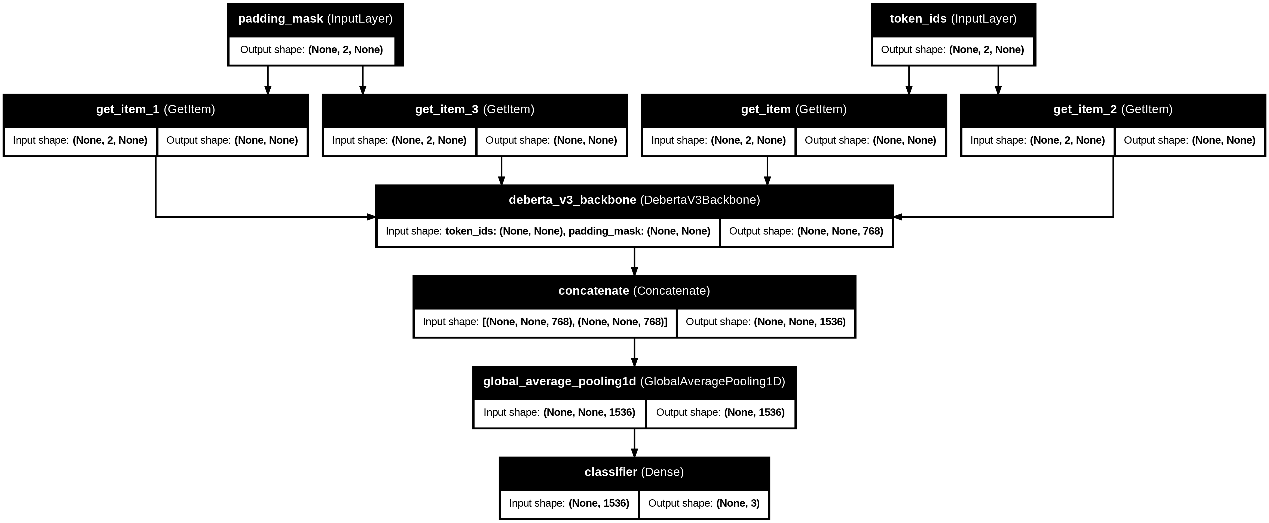 padding_mask (InputLayer)
Output shape: (None, 2, None)
token_ids (InputLayer)
Output shape: (None, 2, None)
get_item_1 (GetItem)
Input shape: (None, 2, None) Output shape: (None, None)
get_item_3 (GetItem)
Input shape: (None, 2, None) Output shape: (None, None)
get_item (GetItem)
Input shape: (None, 2, None) Output shape: (None, None)
get_item_2 (GetItem)
Input shape: (None, 2, None) Output shape: (None, None)
deberta_v3_backbone (DebertaV3Backbone)
Input shape: token_ids: (None, None), padding_mask: (None, None) Output shape: (None, None, 768)
concatenate (Concatenate)
Input shape: [(None, None, 768), (None, None, 768)] Output shape: (None, None, 1536)
global_average_pooling1d (GlobalAveragePooling1D)
Input shape: (None, None, 1536) Output shape: (None, 1536)
classifier (Dense)
Input shape: (None, 1536) Output shape: (None, 3)